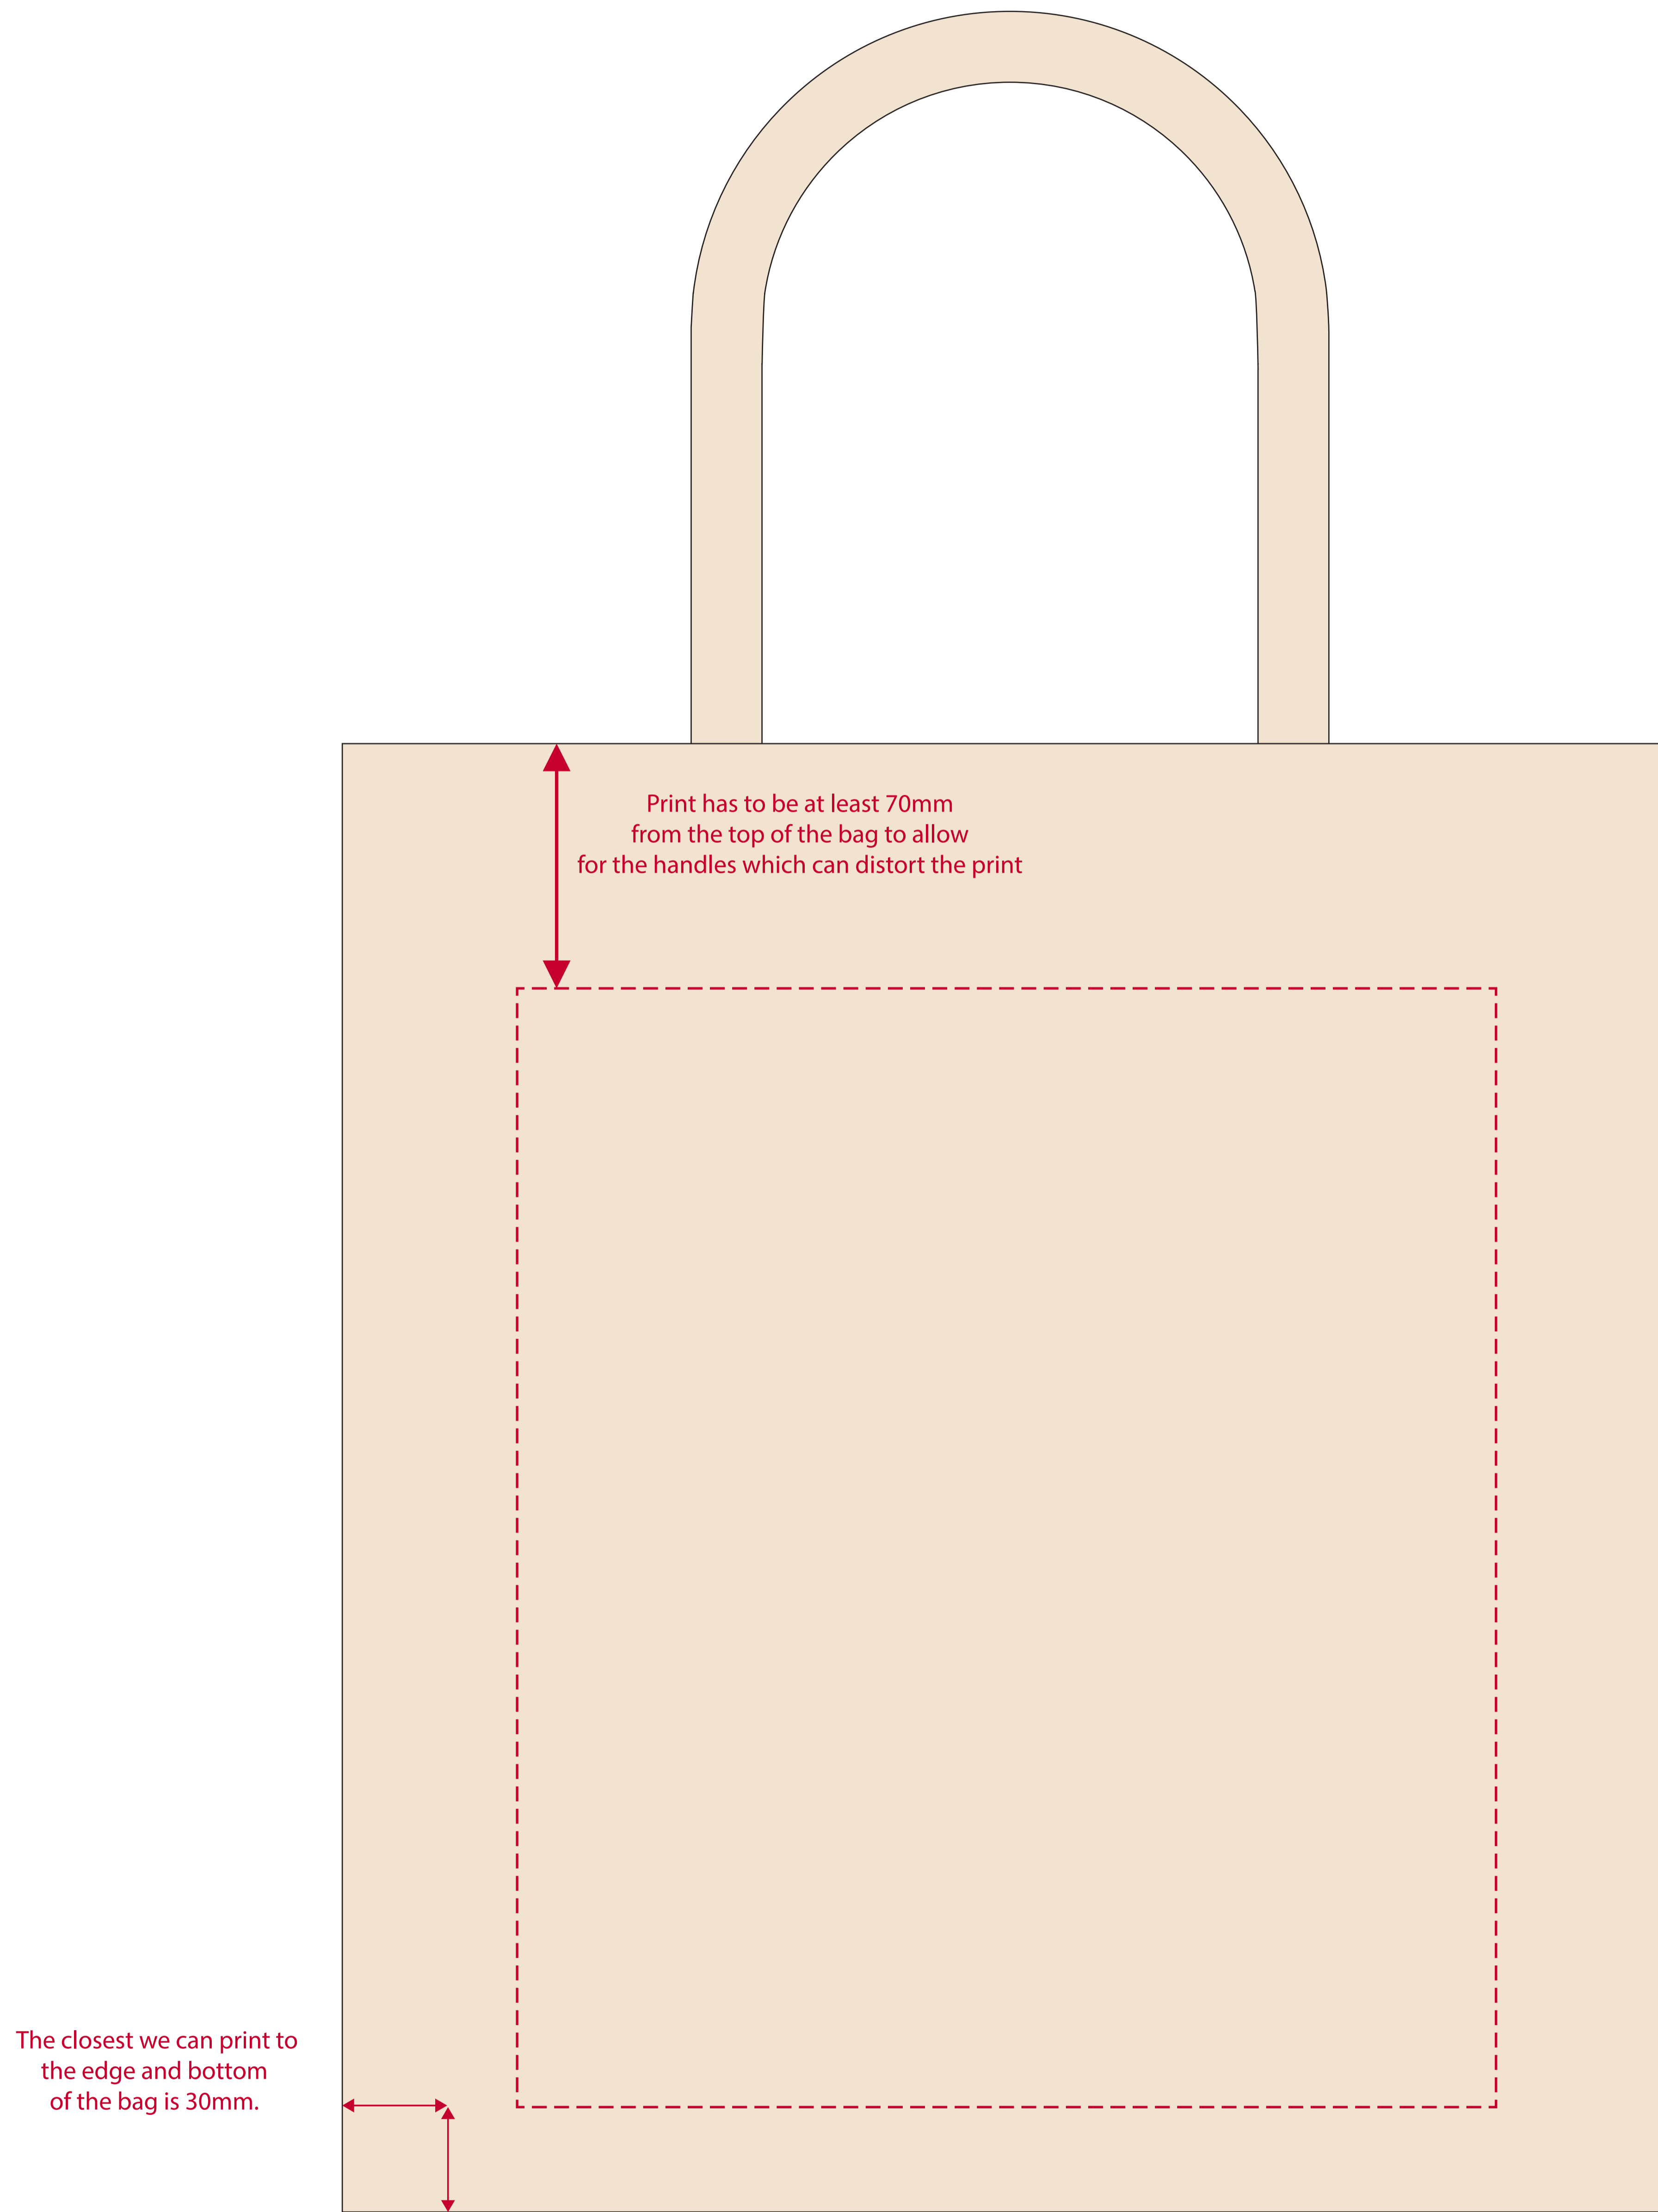 Print has to be at least 70mm
from the top of the bag to allow
for the handles which can distort the print
The closest we can print to
the edge and bottom
of the bag is 30mm.